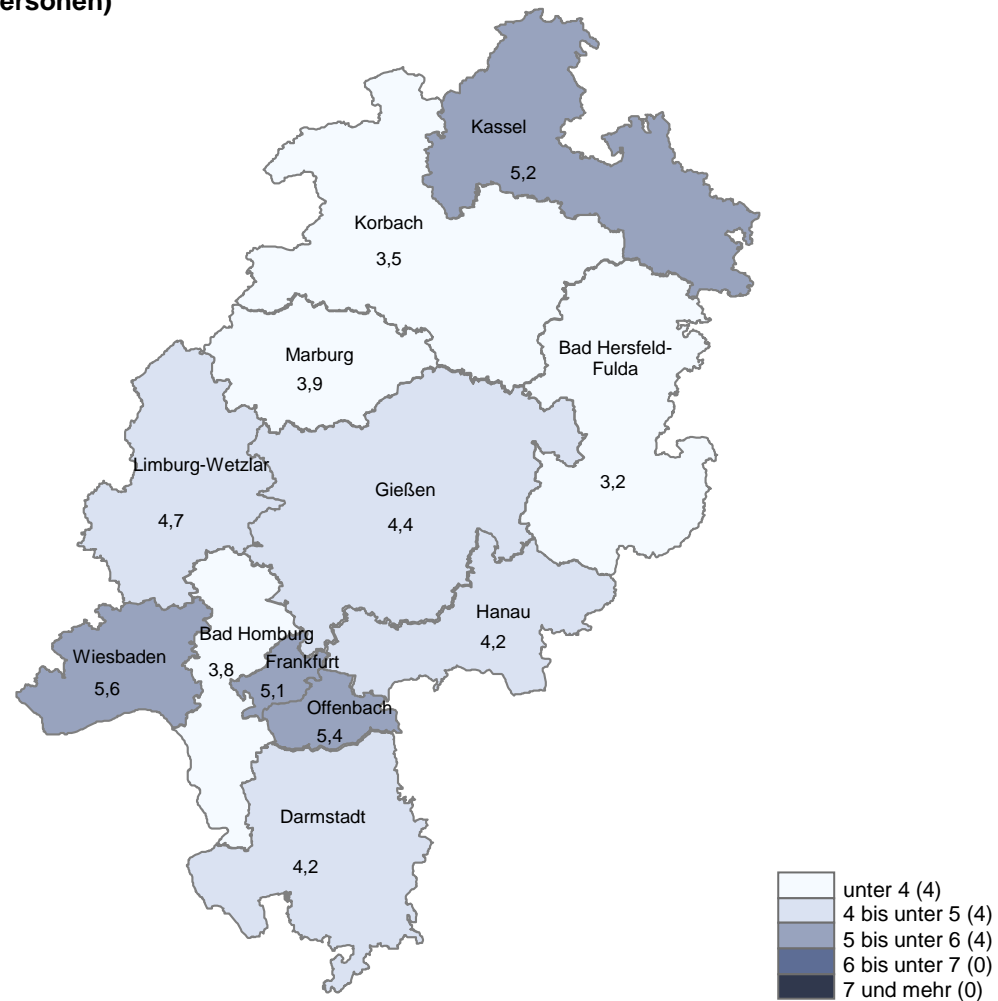 ersonen)
Kassel
5,2
Korbach
3,5
Marburg
3,9
Bad Hersfeld-
Fulda
3,2
Limburg-Wetzlar
4,7
Gießen
4,4
Hanau
4,2
Bad Homburg
3,8
Wiesbaden
5,6
Frankfurt
5,1
Offenbach
5,4
Darmstadt
4,2
unter 4 (4)
4 bis unter 5 (4)
5 bis unter 6 (4)
6 bis unter 7 (0)
7 und mehr (0)